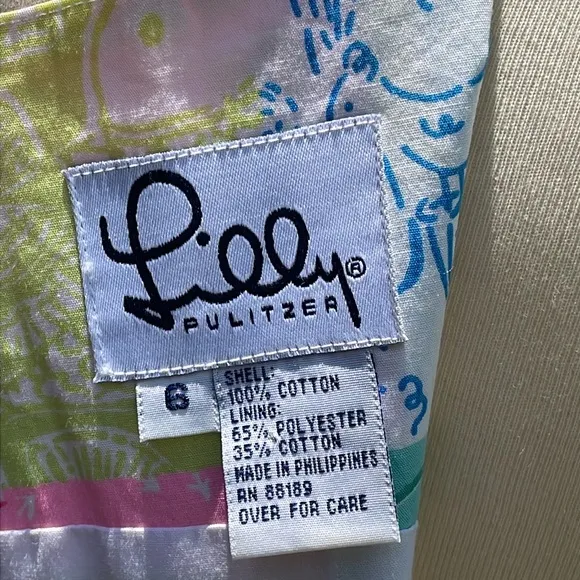 Lilly®
PULITZER
6
SHELL:
100% COTTON
LINING:
65% POLYESTER
35% COTTON
MADE IN PHILIPPINES
RN 88189
OVER FOR CARE